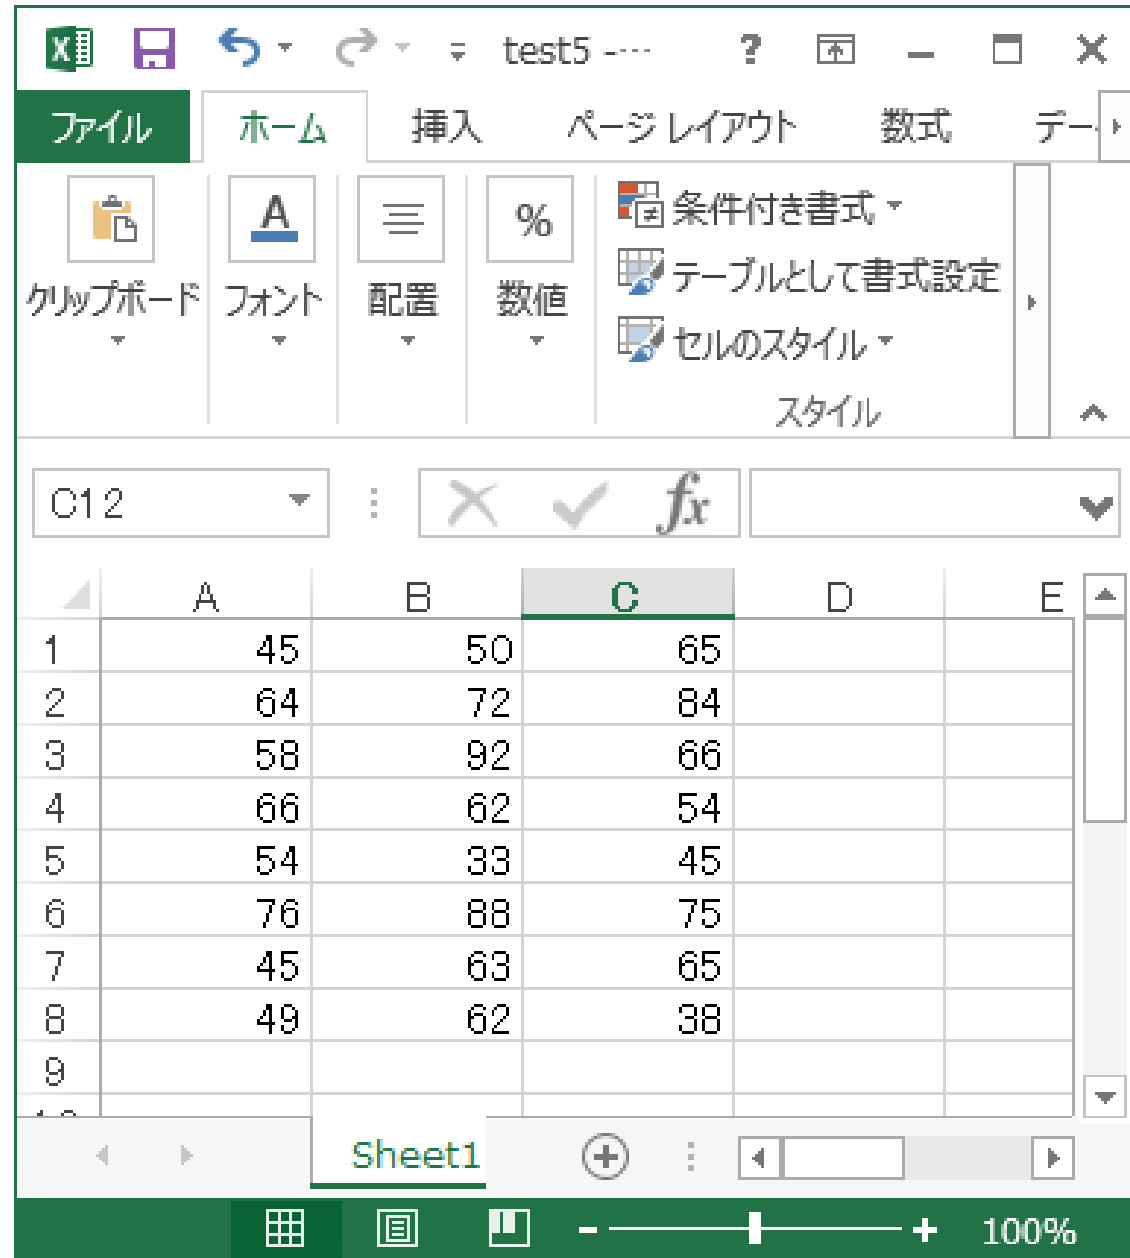 test5 -…
ファイル ホーム 挿入 ページ レイアウト 数式 デー
クリップボード フォント 配置 % 数値
条件付き書式
テーブルとして書式設定
セルのスタイル
スタイル
C12 fx
A B C D E
1 45 50 65
2 64 72 84
3 58 92 66
4 66 62 54
5 54 33 45
6 76 88 75
7 45 63 65
8 49 62 38
9
Sheet1
100%